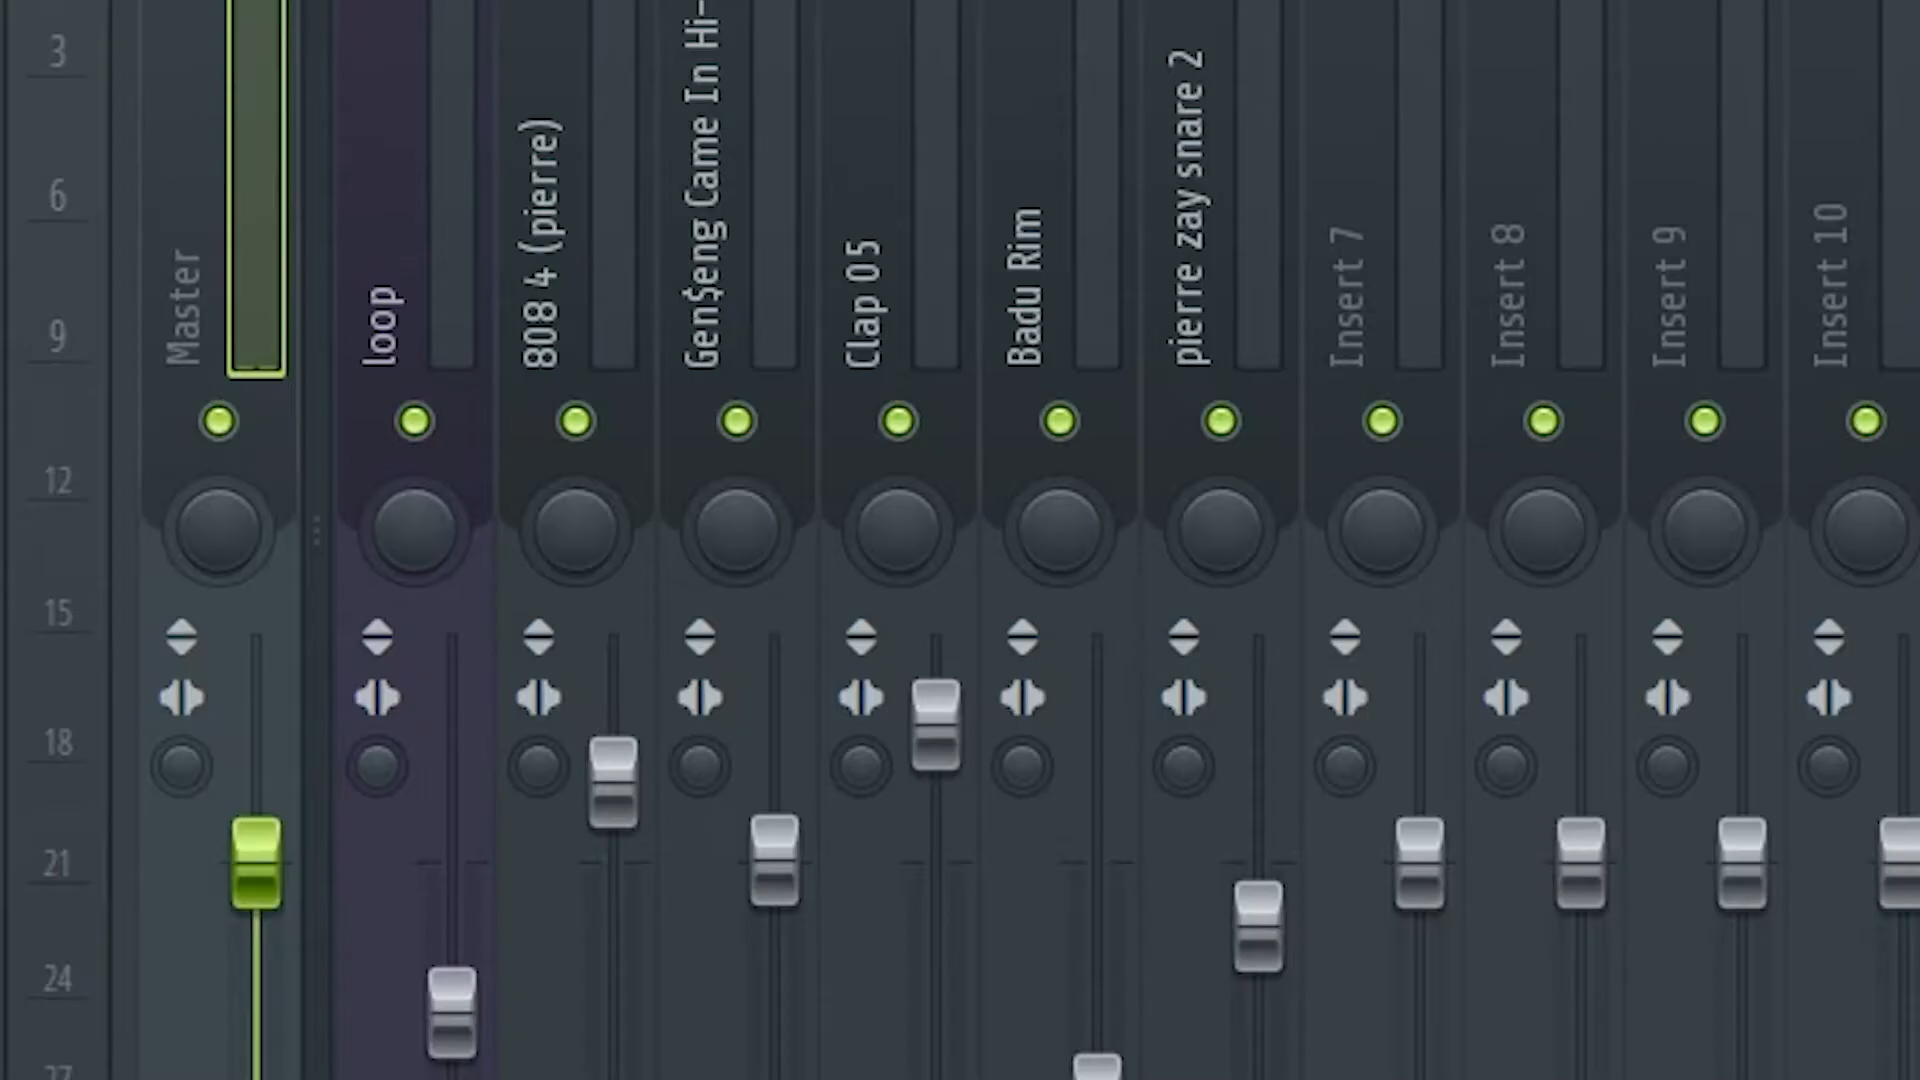 3
6
9
12
15
18
21
24
27
Master
loop
808 4 (pierre)
Gen$eng Came In Hi-
Clap 05
Badu Rim
pierre zay snare 2
Insert 7
Insert 8
Insert 9
Insert 10